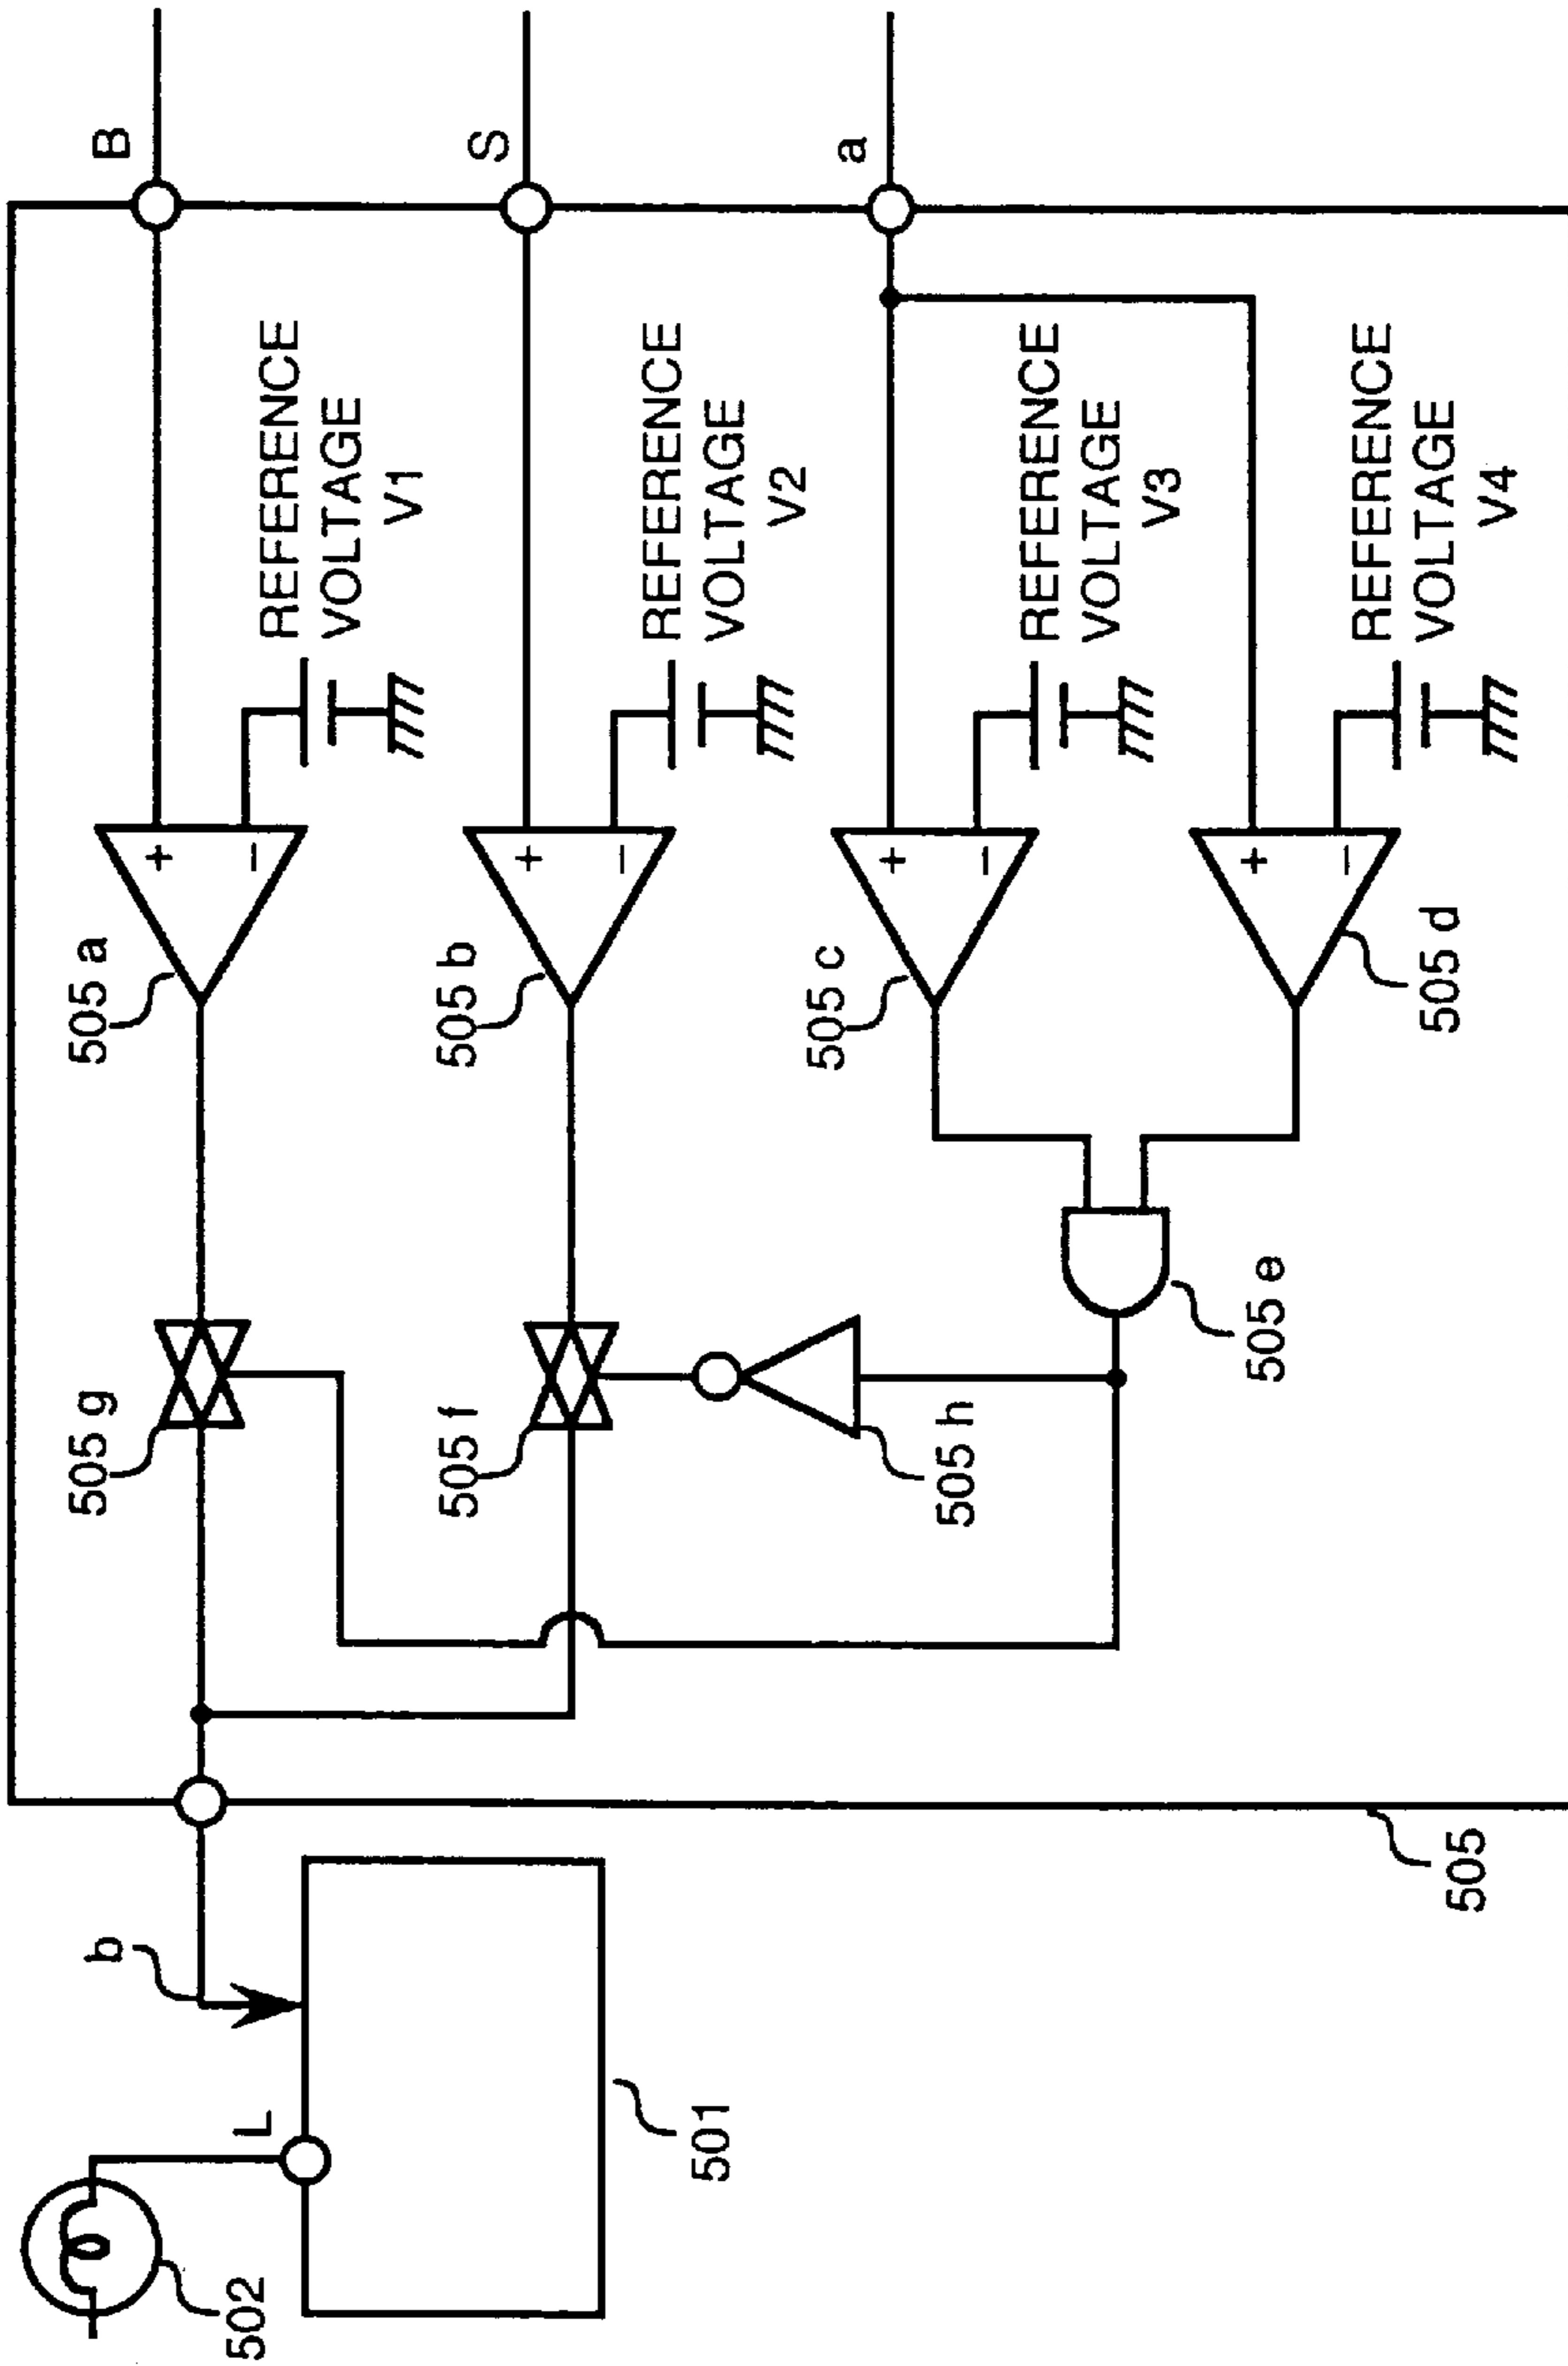 b
505 g
505 a
B
+
−
502
L
REFERENCE
VOLTAGE
V1
505 f
505 b
S
+
−
501
REFERENCE
VOLTAGE
V2
505 h
505 c
a
+
−
REFERENCE
VOLTAGE
V3
505 e
505 d
+
−
REFERENCE
VOLTAGE
V4
505